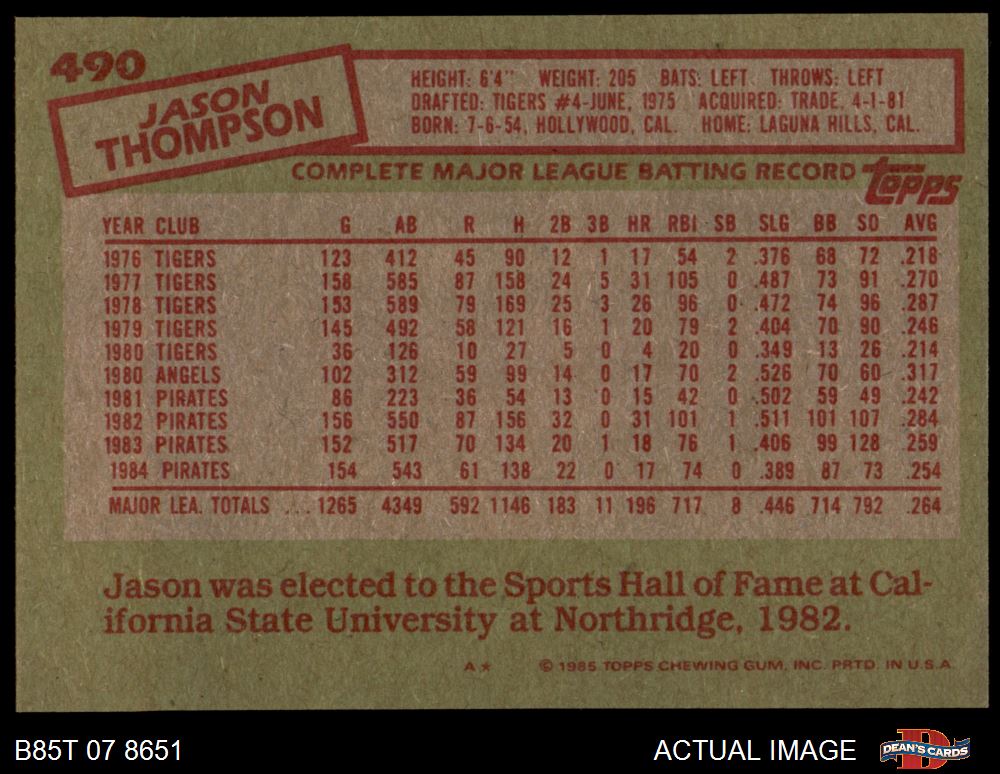 490
JASON
THOMPSON
HEIGHT: 6'4" WEIGHT: 205 BATS: LEFT THROWS: LEFT
DRAFTED: TIGERS #4-JUNE, 1975 ACQUIRED: TRADE, 4-1-81
BORN: 7-6-54, HOLLYWOOD, CAL. HOME: LAGUNA HILLS, CAL.
COMPLETE MAJOR LEAGUE BATTING RECORD topps
YEAR CLUB G AB R H 2B 3B HR RBI SB SLG BB SO AVG
1976 TIGERS 123 412 45 90 12 1 17 54 2 .376 68 72 .218
1977 TIGERS 158 585 87 158 24 5 31 105 0 .487 73 91 .270
1978 TIGERS 153 589 79 169 25 3 26 96 0 .472 74 96 .287
1979 TIGERS 145 492 58 121 16 1 20 79 2 .404 70 90 .246
1980 TIGERS 36 126 10 27 5 0 4 20 0 .349 13 26 .214
1980 ANGELS 102 312 59 99 14 0 17 70 2 .526 70 60 .317
1981 PIRATES 86 223 36 54 13 0 15 42 0 .502 59 49 .242
1982 PIRATES 156 550 87 156 32 0 31 101 1 .511 101 107 .284
1983 PIRATES 152 517 70 134 20 1 18 76 1 .406 99 128 .259
1984 PIRATES 154 543 61 138 22 0 17 74 0 .389 87 73 .254
MAJOR LEA. TOTALS ... 1265 4349 592 1146 183 11 196 717 8 .446 714 792 .264
Jason was elected to the Sports Hall of Fame at Cal-
ifornia State University at Northridge, 1982.
A* © 1985 TOPPS CHEWING GUM, INC. PRTD. IN U.S.A.
B85T 07 8651 ACTUAL IMAGE DEAN'S CARDS